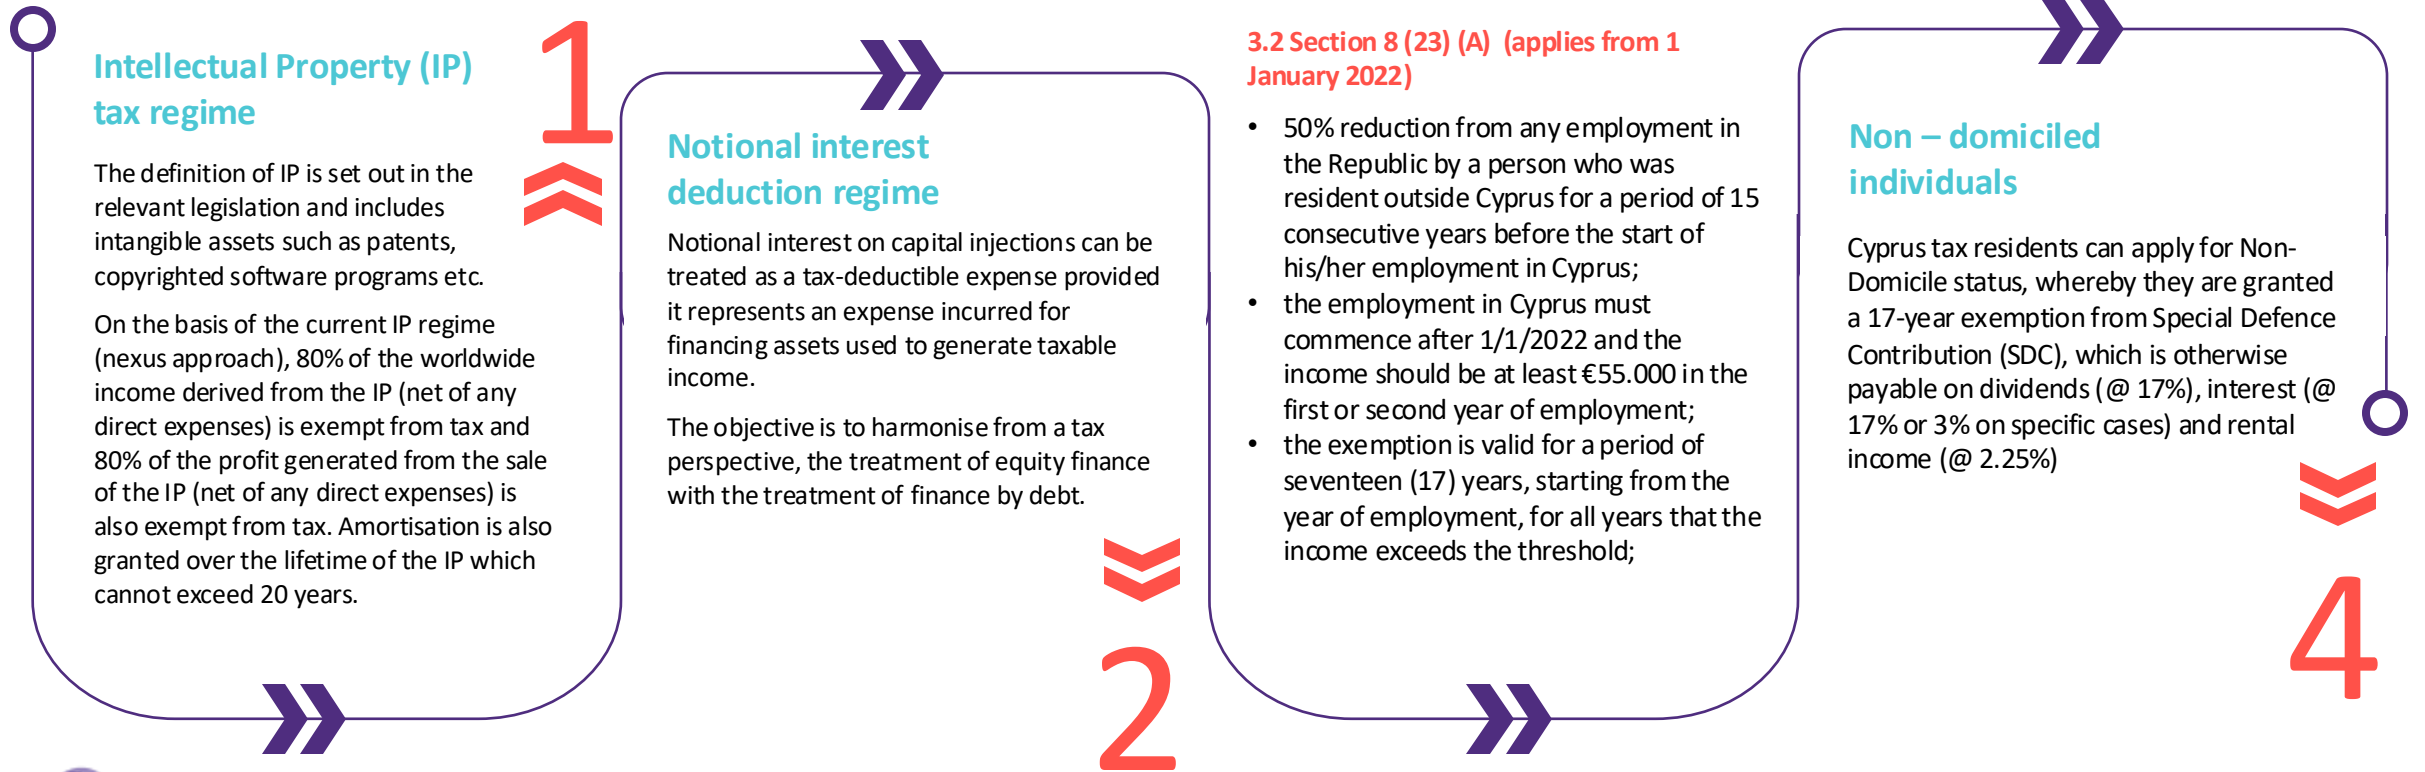 Intellectual Property (IP)
tax regime
The definition of IP is set out in the
relevant legislation and includes
intangible assets such as patents,
copyrighted software programs etc.
On the basis of the current IP regime
(nexus approach), 80% of the worldwide
income derived from the IP (net of any
direct expenses) is exempt from tax and
80% of the profit generated from the sale
of the IP (net of any direct expenses) is
also exempt from tax. Amortisation is also
granted over the lifetime of the IP which
cannot exceed 20 years.
1
Notional interest
deduction regime
Notional interest on capital injections can be
treated as a tax-deductible expense provided
it represents an expense incurred for
financing assets used to generate taxable
income.
The objective is to harmonise from a tax
perspective, the treatment of equity finance
with the treatment of finance by debt.
2
3.2 Section 8 (23) (A) (applies from 1
January 2022)
• 50% reduction from any employment in
the Republic by a person who was
resident outside Cyprus for a period of 15
consecutive years before the start of
his/her employment in Cyprus;
• the employment in Cyprus must
commence after 1/1/2022 and the
income should be at least €55.000 in the
first or second year of employment;
• the exemption is valid for a period of
seventeen (17) years, starting from the
year of employment, for all years that the
income exceeds the threshold;
Non – domiciled
individuals
Cyprus tax residents can apply for Non-
Domicile status, whereby they are granted
a 17-year exemption from Special Defence
Contribution (SDC), which is otherwise
payable on dividends (@ 17%), interest (@
17% or 3% on specific cases) and rental
income (@ 2.25%)
4